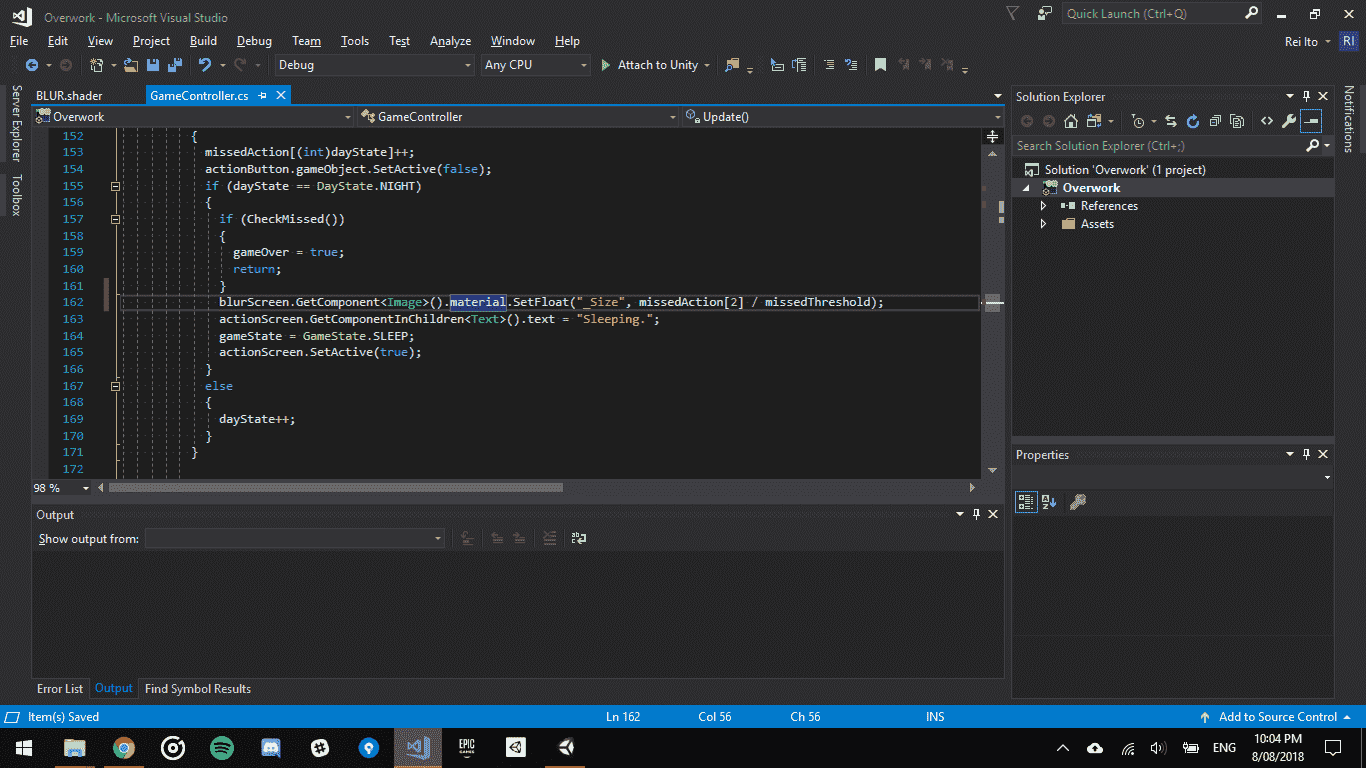 Overwork - Microsoft Visual Studio
Quick Launch (Ctrl+Q)
File Edit View Project Build Debug Team Tools Test Analyze Window Help
Rei Ito RI
Debug Any CPU Attach to Unity
Server Explorer
Toolbox
BLUR.shader GameController.cs
Overwork GameController Update()
152 {
153 missedAction[(int)dayState]++;
154 actionButton.gameObject.SetActive(false);
155 if (dayState == DayState.NIGHT)
156 {
157 if (CheckMissed())
158 {
159 gameOver = true;
160 return;
161 }
162 blurScreen.GetComponent<Image>().material.SetFloat("_Size", missedAction[2] / missedThreshold);
163 actionScreen.GetComponentInChildren<Text>().text = "Sleeping.";
164 gameState = GameState.SLEEP;
165 actionScreen.SetActive(true);
166 }
167 else
168 {
169 dayState++;
170 }
171 }
172
98 %
Output
Show output from:
Error List Output Find Symbol Results
Solution Explorer
Search Solution Explorer (Ctrl+;)
Solution 'Overwork' (1 project)
Overwork
References
Assets
Properties
Notifications
Item(s) Saved Ln 162 Col 56 Ch 56 INS Add to Source Control
EPIC
GAMES
ENG
10:04 PM
8/08/2018